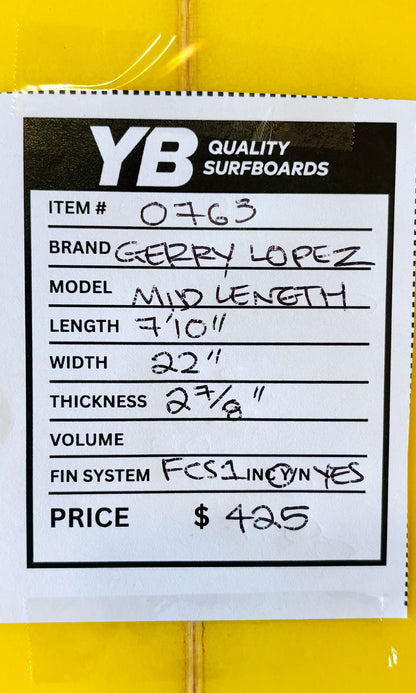 YB QUALITY
SURFBOARDS
ITEM # 0763
BRAND GERRY LOPEZ
MODEL MID LENGTH
LENGTH 7'10"
WIDTH 22"
THICKNESS 2 7/8"
VOLUME
FIN SYSTEM FCS1 INC Y/N YES
PRICE $ 425